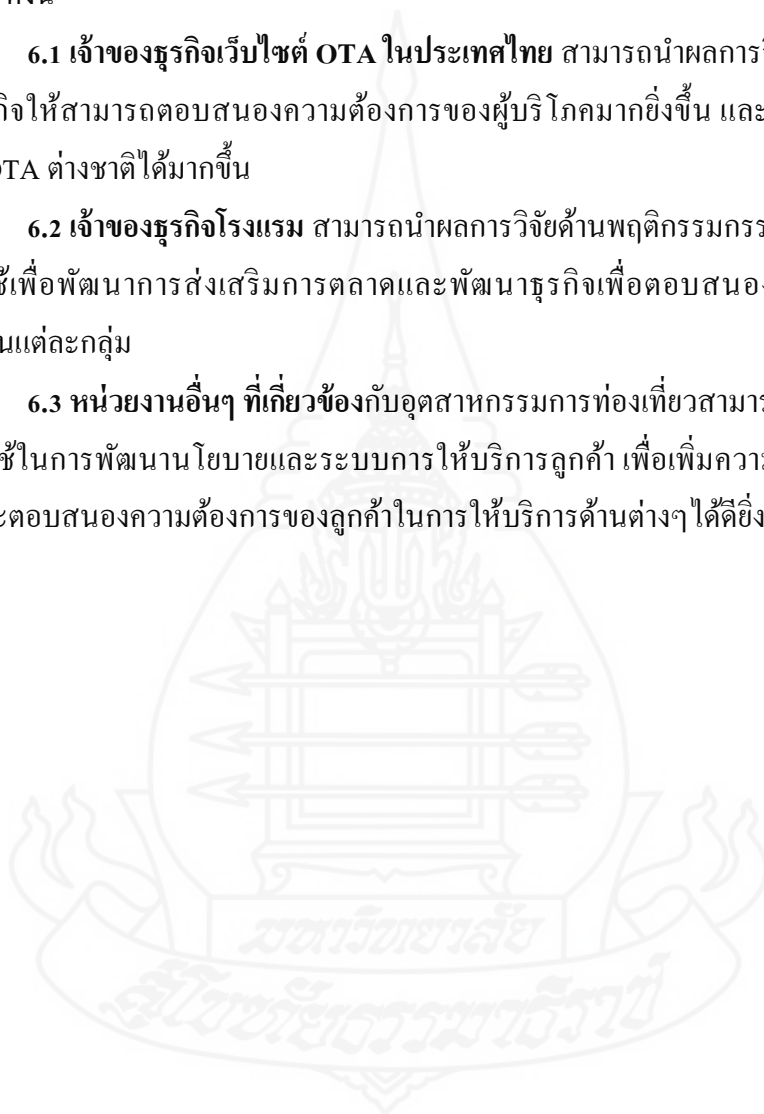 6.1 เจ้าของธุรกิจเว็บไซต์ OTA ในประเทศไทย สามารถนำผลการ
กิจให้สามารถตอบสนองความต้องการของผู้บริโภคมากยิ่งขึ้น และ
OTA ต่างชาติได้มากขึ้น
6.2 เจ้าของธุรกิจโรงแรม สามารถนำผลการวิจัยด้านพฤติกรรมกรร
ช้เพื่อพัฒนาการส่งเสริมการตลาดและพัฒนาธุรกิจเพื่อตอบสนอง
นแต่ละกลุ่ม
6.3 หน่วยงานอื่นๆ ที่เกี่ยวข้องกับอุตสาหกรรมการท่องเที่ยวสามาร
ช้ในการพัฒนานโยบายและระบบการให้บริการลูกค้า เพื่อเพิ่มความ
ะตอบสนองความต้องการของลูกค้าในการให้บริการด้านต่างๆ ได้ดียิ่ง
มหาวิทยาลัย
สุโขทัยธรรมาธิราช